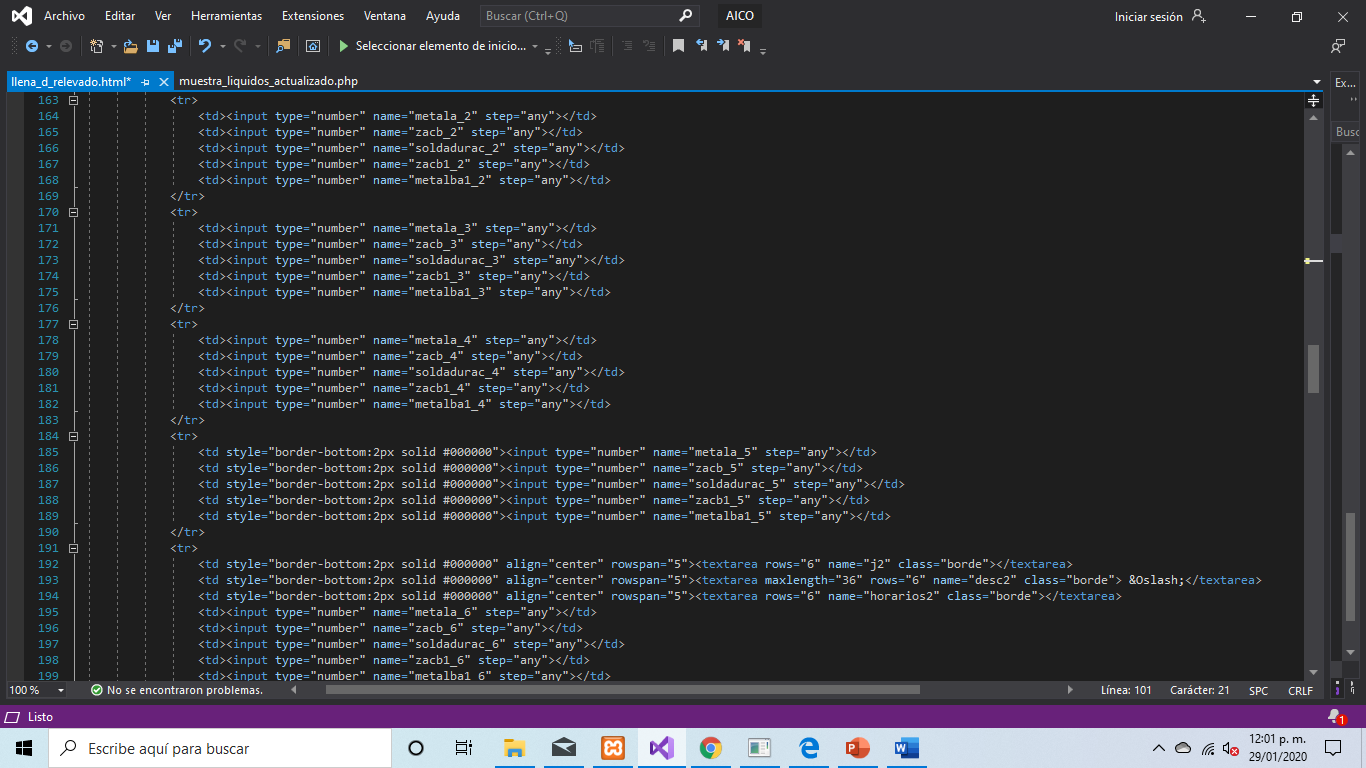 Archivo Editar Ver Herramientas Extensiones Ventana Ayuda Buscar (Ctrl+Q) AICO Iniciar sesión
Seleccionar elemento de inicio...
llena_d_relevado.html* muestra_liquidos_actualizado.php Ex...
Busc
163 <tr>
164 <td><input type="number" name="metala_2" step="any"></td>
165 <td><input type="number" name="zacb_2" step="any"></td>
166 <td><input type="number" name="soldadurac_2" step="any"></td>
167 <td><input type="number" name="zacb1_2" step="any"></td>
168 <td><input type="number" name="metalba1_2" step="any"></td>
169 </tr>
170 <tr>
171 <td><input type="number" name="metala_3" step="any"></td>
172 <td><input type="number" name="zacb_3" step="any"></td>
173 <td><input type="number" name="soldadurac_3" step="any"></td>
174 <td><input type="number" name="zacb1_3" step="any"></td>
175 <td><input type="number" name="metalba1_3" step="any"></td>
176 </tr>
177 <tr>
178 <td><input type="number" name="metala_4" step="any"></td>
179 <td><input type="number" name="zacb_4" step="any"></td>
180 <td><input type="number" name="soldadurac_4" step="any"></td>
181 <td><input type="number" name="zacb1_4" step="any"></td>
182 <td><input type="number" name="metalba1_4" step="any"></td>
183 </tr>
184 <tr>
185 <td style="border-bottom:2px solid #000000"><input type="number" name="metala_5" step="any"></td>
186 <td style="border-bottom:2px solid #000000"><input type="number" name="zacb_5" step="any"></td>
187 <td style="border-bottom:2px solid #000000"><input type="number" name="soldadurac_5" step="any"></td>
188 <td style="border-bottom:2px solid #000000"><input type="number" name="zacb1_5" step="any"></td>
189 <td style="border-bottom:2px solid #000000"><input type="number" name="metalba1_5" step="any"></td>
190 </tr>
191 <tr>
192 <td style="border-bottom:2px solid #000000" align="center" rowspan="5"><textarea rows="6" name="j2" class="borde"></textarea>
193 <td style="border-bottom:2px solid #000000" align="center" rowspan="5"><textarea maxlength="36" rows="6" name="desc2" class="borde"> &Oslash;</textarea>
194 <td style="border-bottom:2px solid #000000" align="center" rowspan="5"><textarea rows="6" name="horarios2" class="borde"></textarea>
195 <td><input type="number" name="metala_6" step="any"></td>
196 <td><input type="number" name="zacb_6" step="any"></td>
197 <td><input type="number" name="soldadurac_6" step="any"></td>
198 <td><input type="number" name="zacb1_6" step="any"></td>
199 <td><input type="number" name="metalba1_6" step="any"></td>
100 % No se encontraron problemas. Línea: 101 Carácter: 21 SPC CRLF
Listo 1
Escribe aquí para buscar 12:01 p. m.
29/01/2020